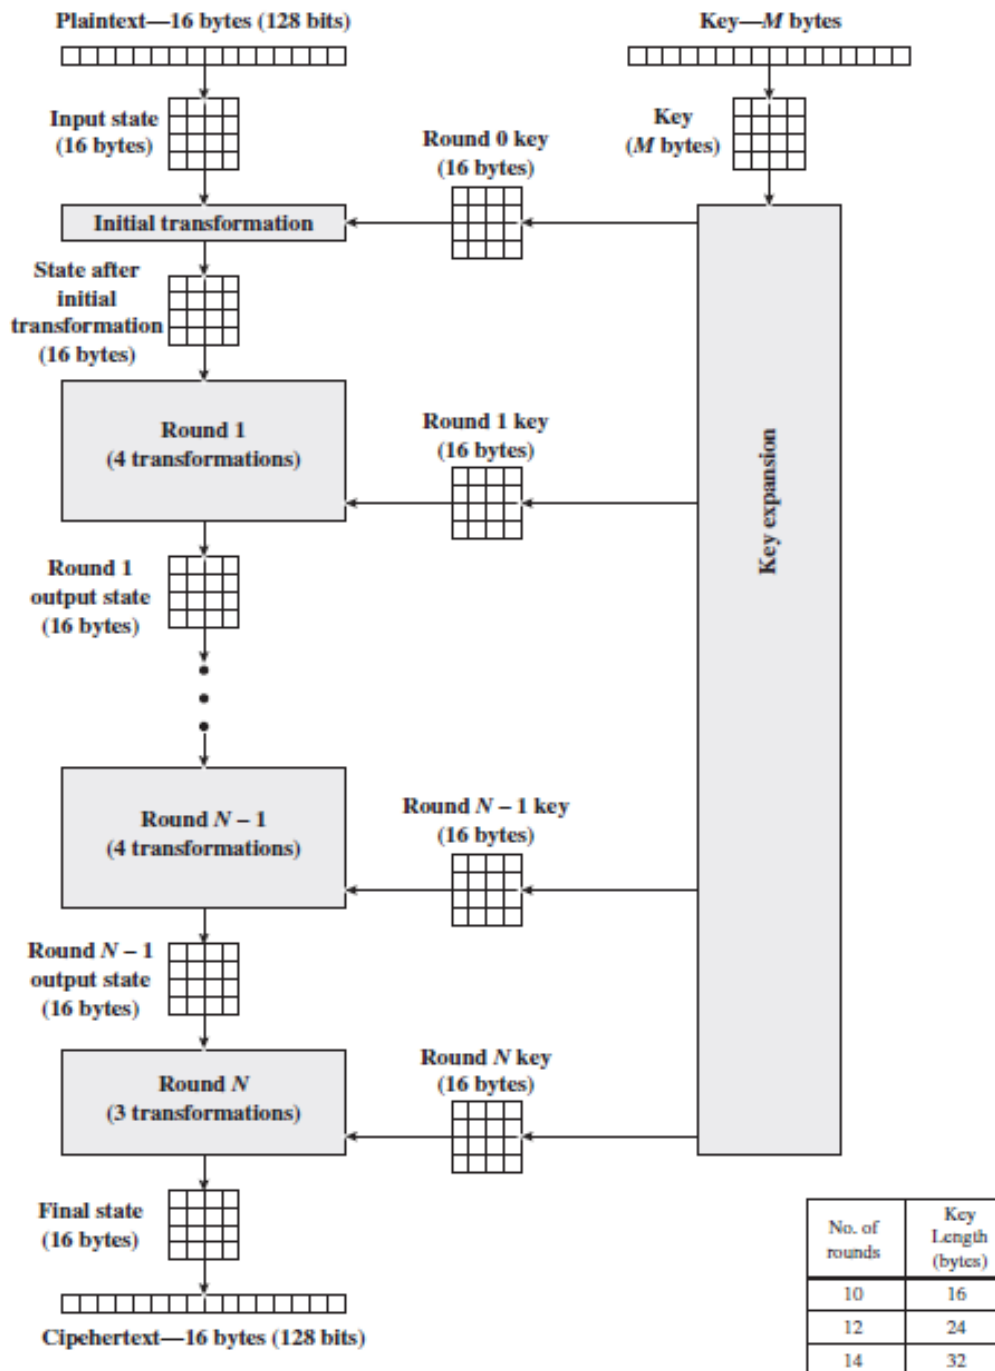 Plaintext—16 bytes (128 bits)
Key—M bytes
Input state
(16 bytes)
Key
(M bytes)
Round 0 key
(16 bytes)
Initial transformation
State after
initial
transformation
(16 bytes)
Round 1
(4 transformations)
Round 1 key
(16 bytes)
Key expansion
Round 1
output state
(16 bytes)
Round N – 1
(4 transformations)
Round N – 1 key
(16 bytes)
Round N – 1
output state
(16 bytes)
Round N
(3 transformations)
Round N key
(16 bytes)
Final state
(16 bytes)
Cipehertext—16 bytes (128 bits)
No. of
rounds
Key
Length
(bytes)
10 16
12 24
14 32